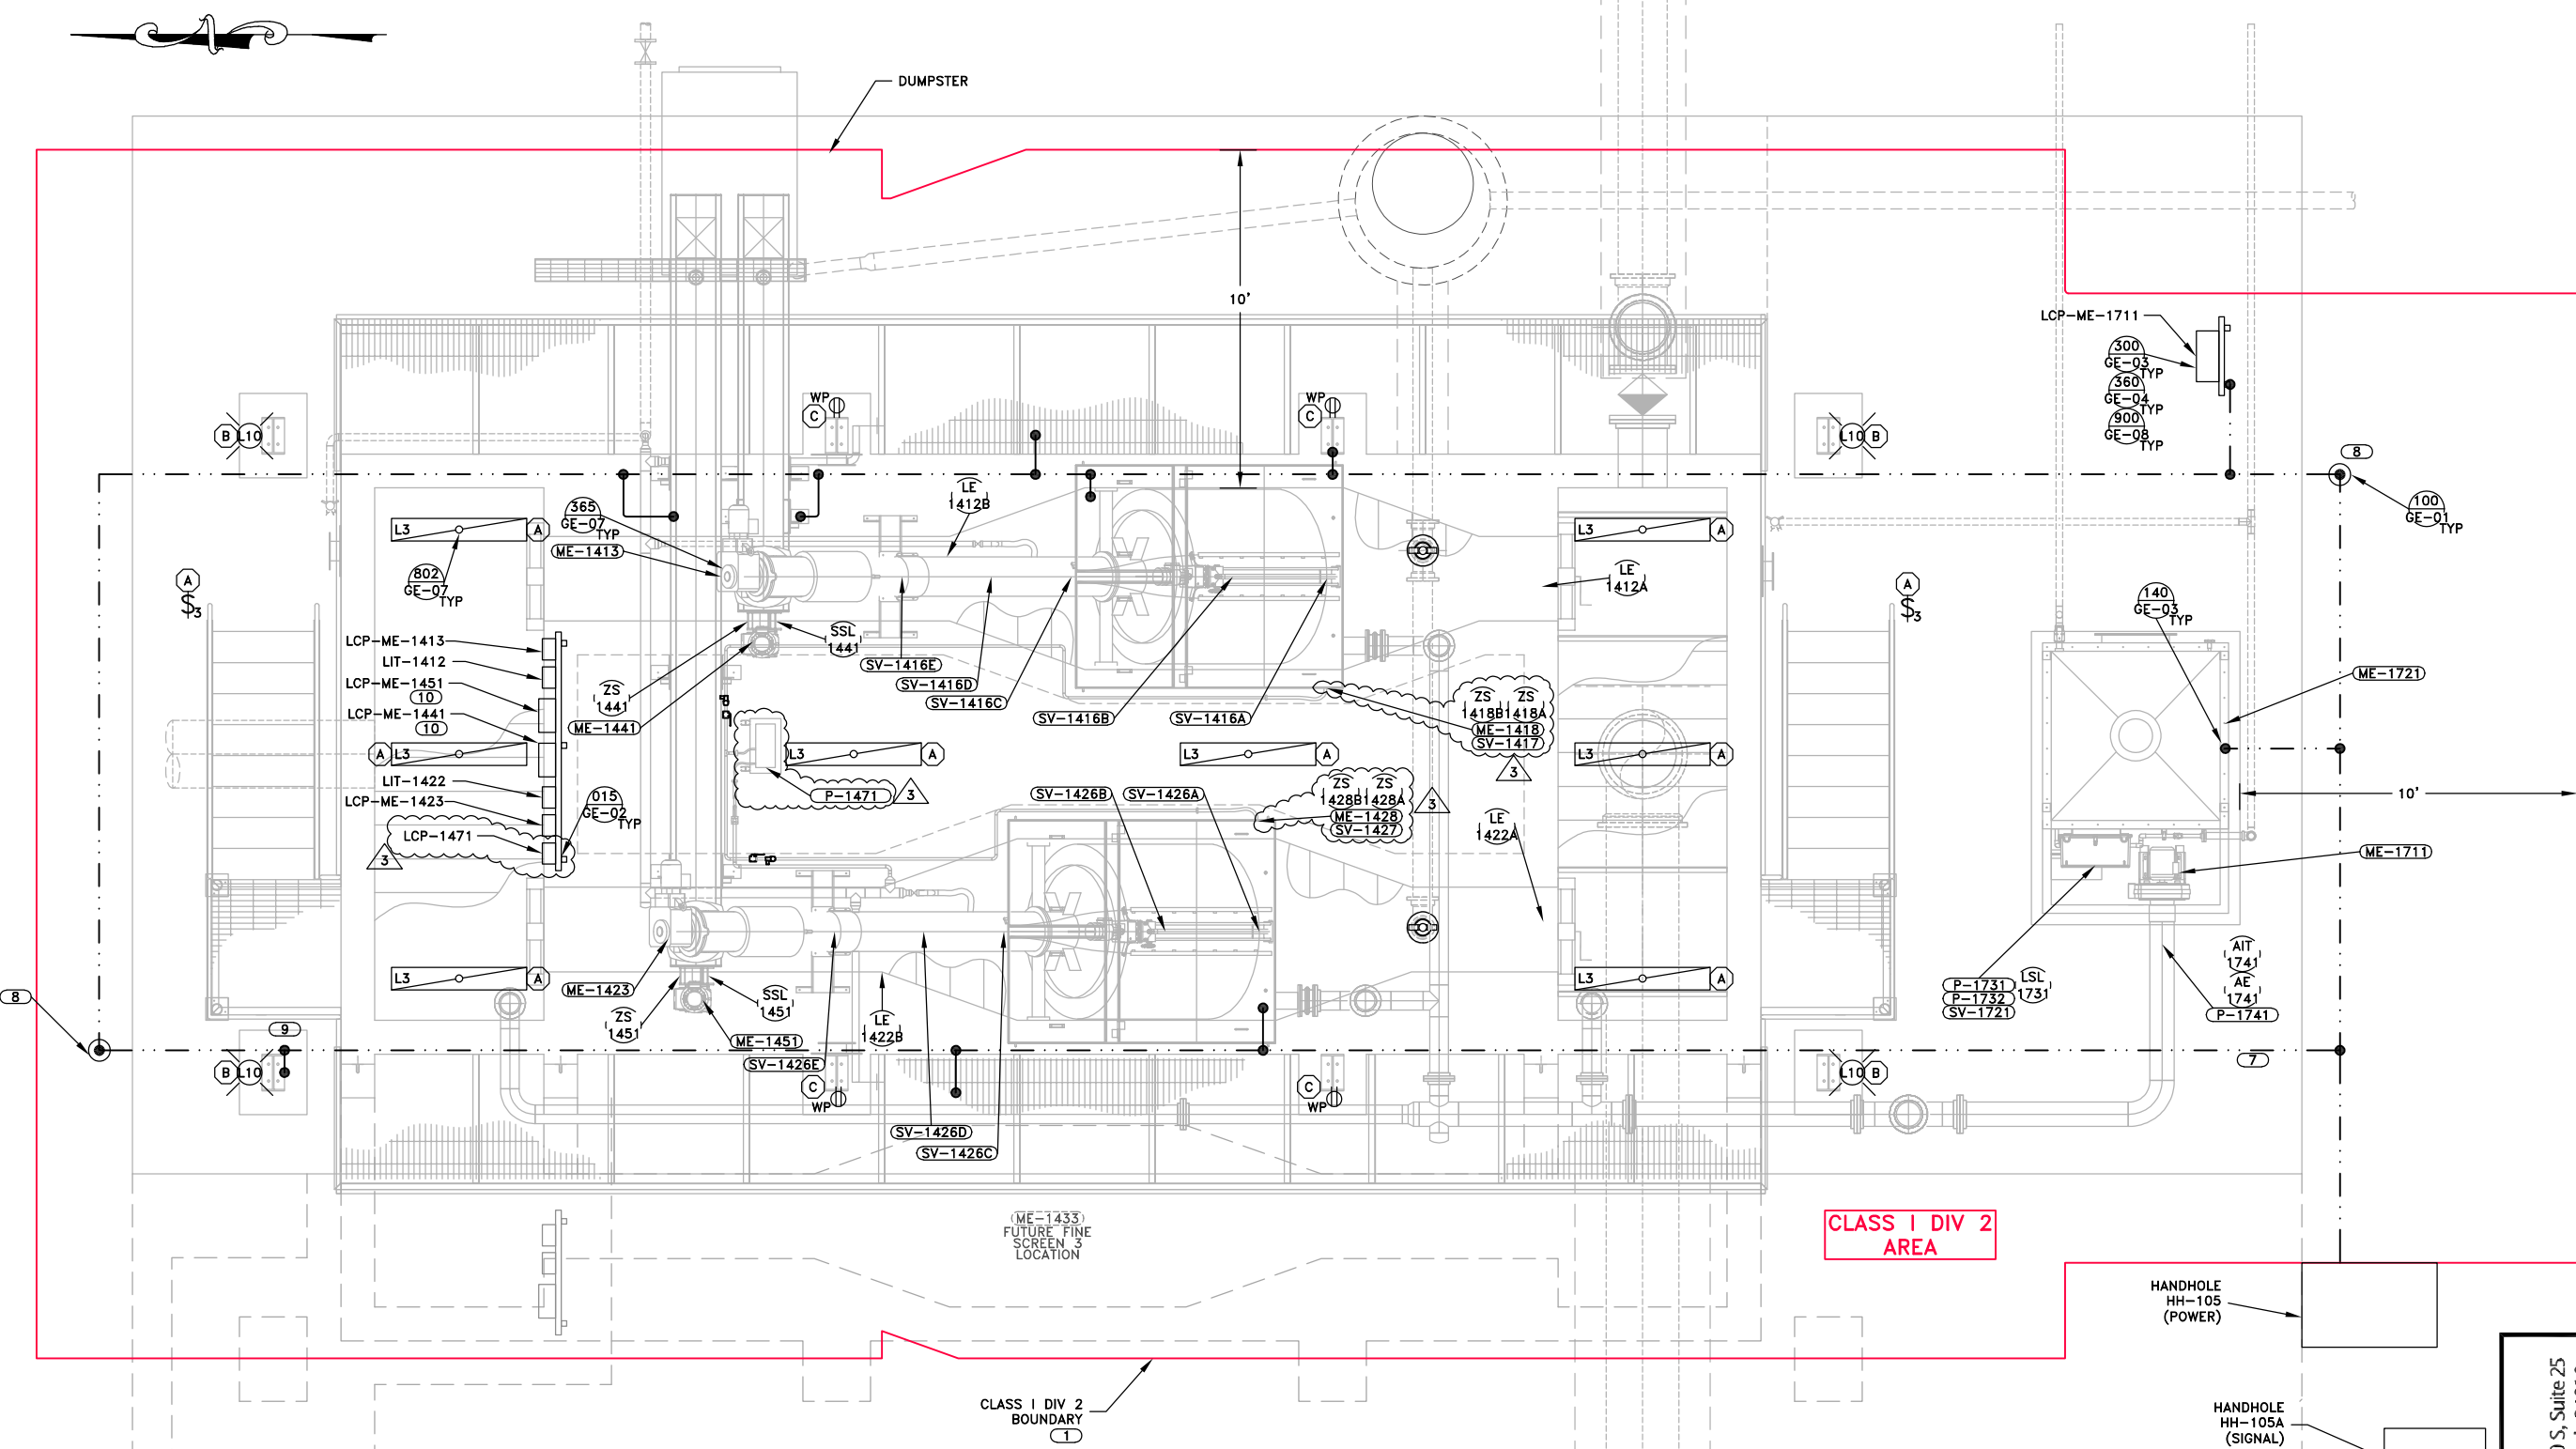 N
DUMPSTER
10'
LCP-ME-1711
300
GE-03
TYP
360
GE-04
TYP
900
GE-08
TYP
WP
C
WP
C
B
L10
L10
B
8
100
GE-01
TYP
LE
1412B
365
GE-07
TYP
ME-1413
L3
A
L3
A
802
GE-07
TYP
A
$3
LE
1412A
A
$3
140
GE-03
TYP
LCP-ME-1413
LIT-1412
LCP-ME-1451
10
LCP-ME-1441
10
SSL
1441
SV-1416E
SV-1416D
SV-1416C
ZS
1441
ME-1441
SV-1416B
SV-1416A
ZS
1418B
ZS
1418A
ME-1418
SV-1417
3
ME-1721
A
L3
L3
A
L3
A
L3
A
LIT-1422
LCP-ME-1423
LCP-1471
3
015
GE-02
TYP
P-1471
3
SV-1426B
SV-1426A
ZS
1428B
ZS
1428A
ME-1428
SV-1427
3
LE
1422A
10'
ME-1711
L3
A
ME-1423
SSL
1451
ZS
1451
ME-1451
SV-1426E
LE
1422B
L3
A
P-1731
P-1732
SV-1721
LSL
1731
AIT
1741
AE
1741
P-1741
8
9
7
B
L10
C
WP
C
WP
L10
B
SV-1426D
SV-1426C
ME-1433
FUTURE FINE
SCREEN 3
LOCATION
CLASS I DIV 2
AREA
HANDHOLE
HH-105
(POWER)
CLASS I DIV 2
BOUNDARY
1
HANDHOLE
HH-105A
(SIGNAL)
S, Suite 25